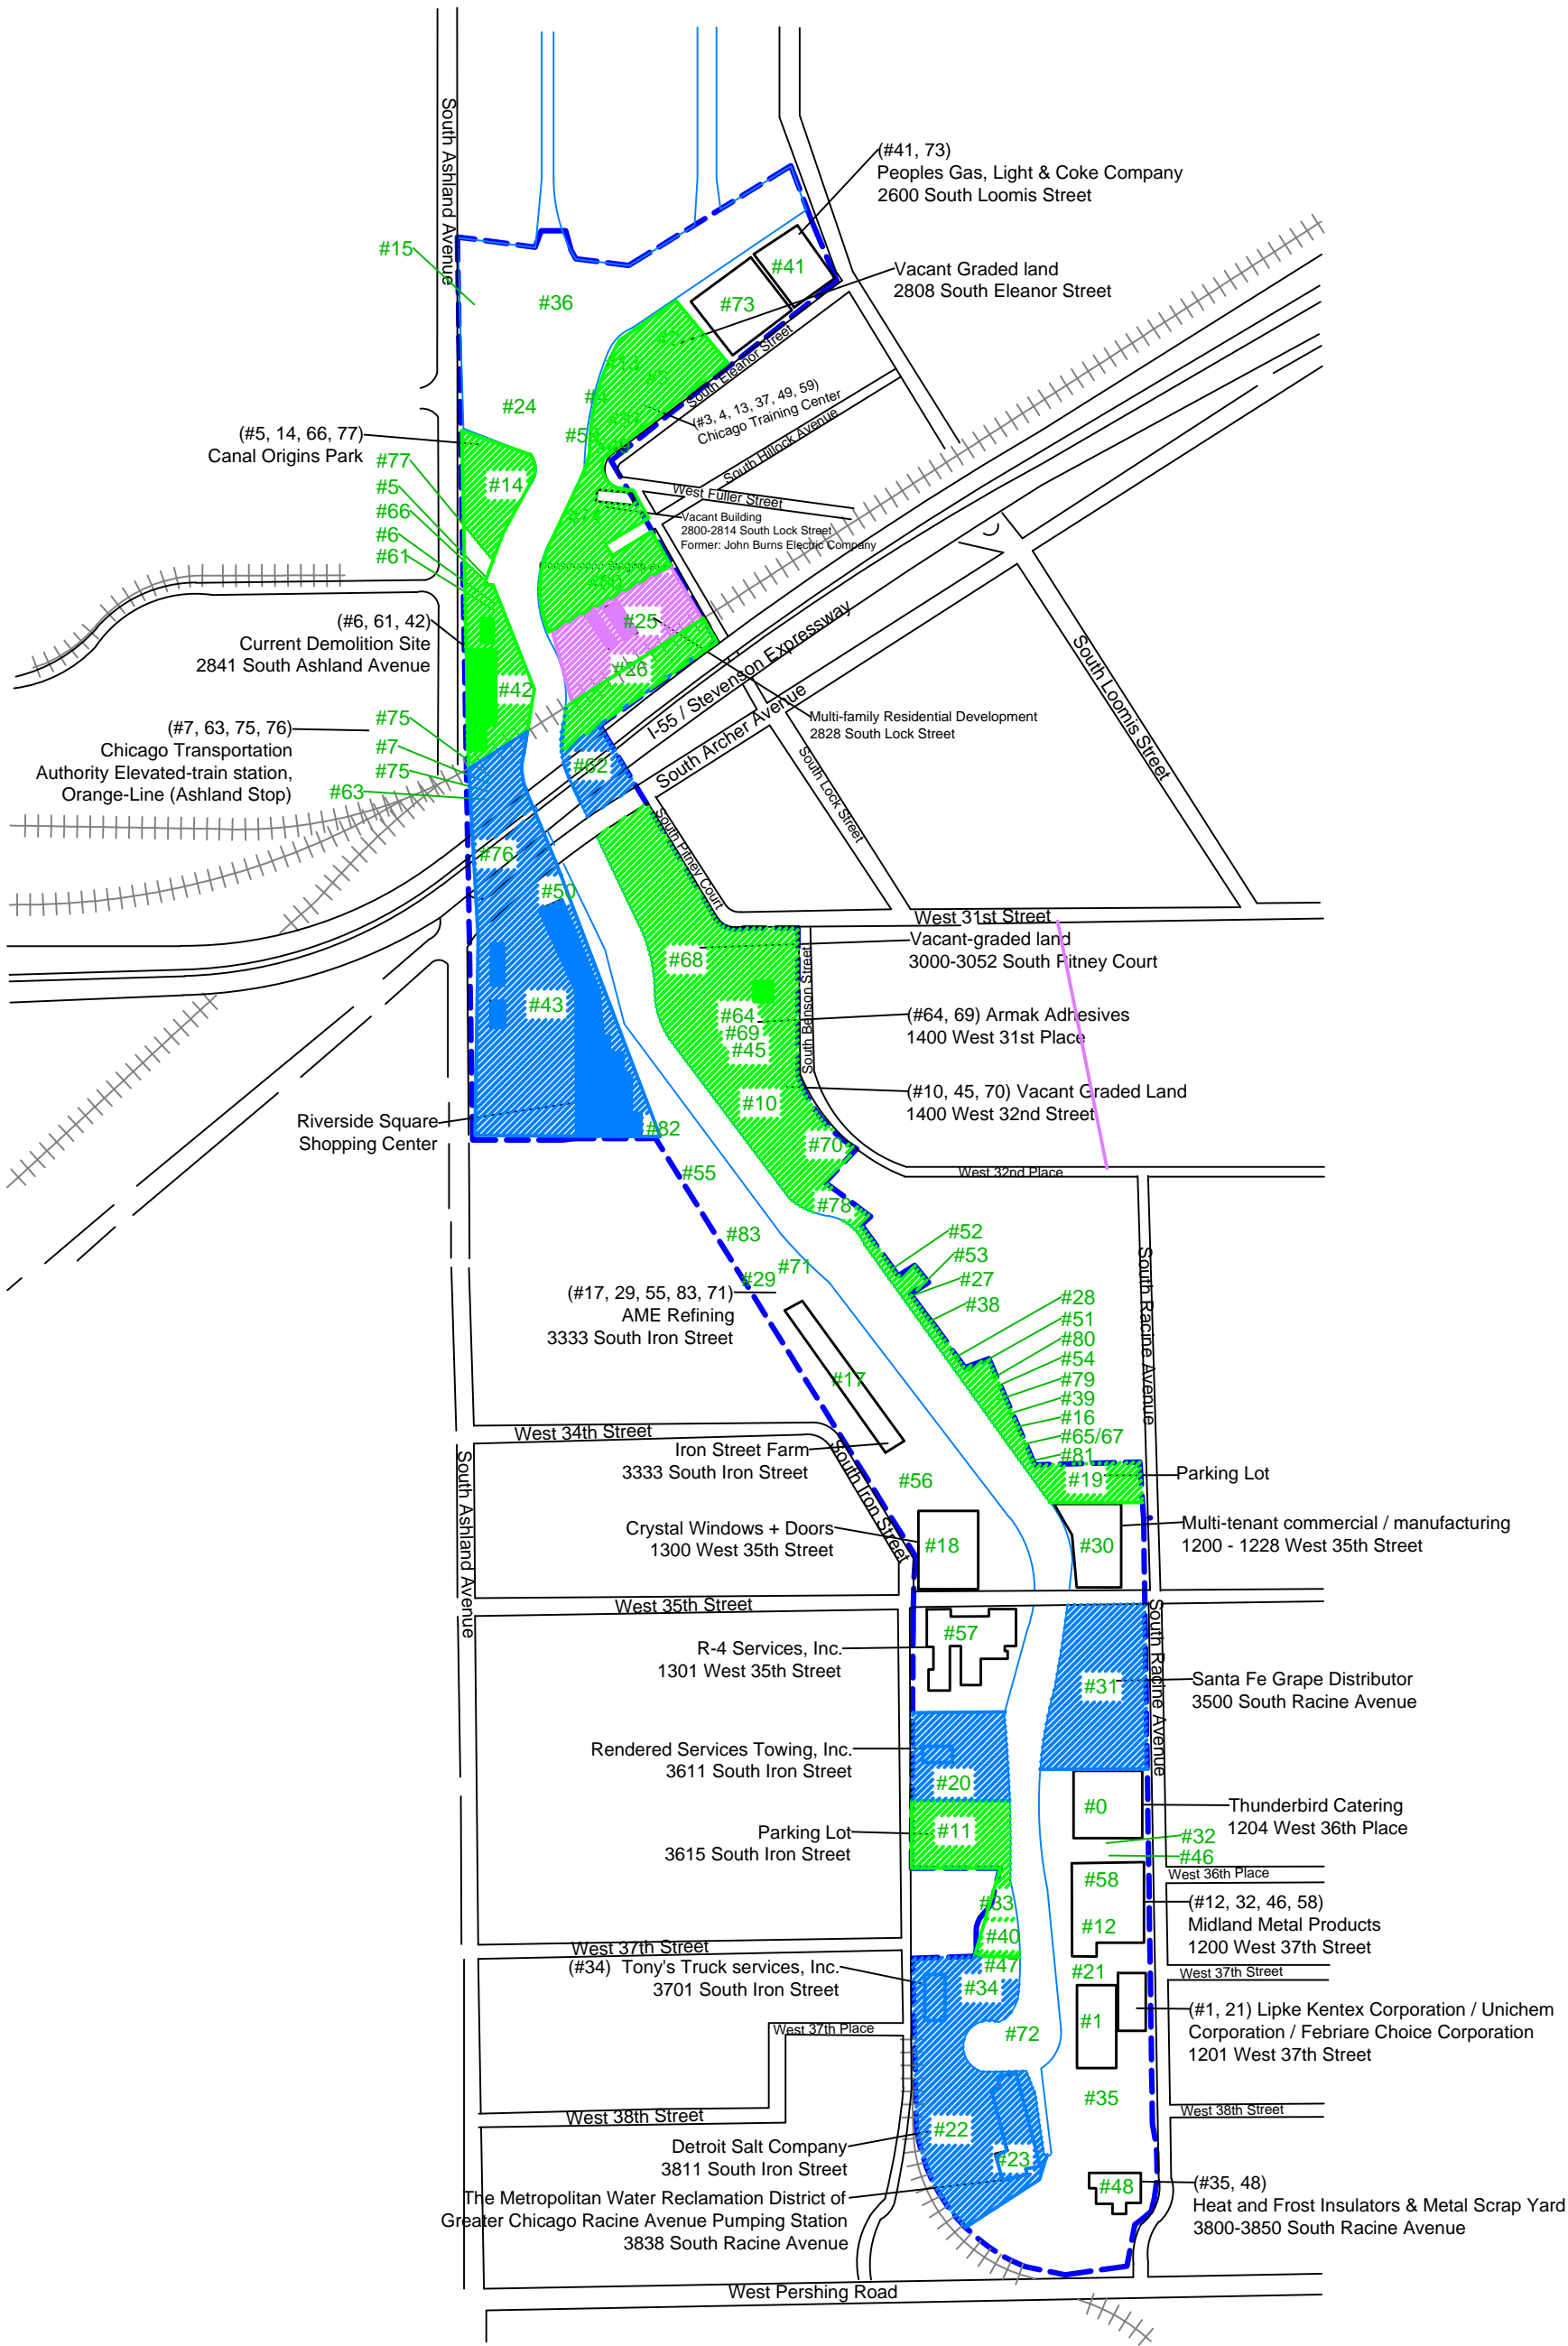 South Ashland Avenue
(#41, 73)
Peoples Gas, Light & Coke Company
2600 South Loomis Street
#15
#36
#41
#73
Vacant Graded land
2808 South Eleanor Street
South Eleanor Street
#24
(#3, 4, 13, 37, 49, 59)
Chicago Training Center
South Hillock Avenue
(#5, 14, 66, 77)
Canal Origins Park
#77
#5
#66
#6
#61
#14
West Fuller Street
Vacant Building
2800-2814 South Lock Street
Former: John Burns Electric Company
(#6, 61, 42)
Current Demolition Site
2841 South Ashland Avenue
#25
#26
#42
I-55 / Stevenson Expressway
South Archer Avenue
South Loomis Street
Multi-family Residential Development
2828 South Lock Street
South Lock Street
(#7, 63, 75, 76)
Chicago Transportation
Authority Elevated-train station,
Orange-Line (Ashland Stop)
#75
#7
#75
#63
#62
South Pitney Court
#76
#50
West 31st Street
Vacant-graded land
3000-3052 South Pitney Court
#68
#43
South Benson Street
#64
#69
#45
(#64, 69) Armak Adhesives
1400 West 31st Place
#10
(#10, 45, 70) Vacant Graded Land
1400 West 32nd Street
Riverside Square
Shopping Center
#82
#70
#55
West 32nd Place
#78
#83
#71
#29
#52
#53
#27
#38
(#17, 29, 55, 83, 71)
AME Refining
3333 South Iron Street
South Racine Avenue
#28
#51
#80
#54
#79
#39
#16
#65/67
#81
#17
West 34th Street
Iron Street Farm
3333 South Iron Street
South Iron Street
#56
#19
Parking Lot
South Ashland Avenue
Crystal Windows + Doors
1300 West 35th Street
#18
#30
Multi-tenant commercial / manufacturing
1200 - 1228 West 35th Street
West 35th Street
#57
R-4 Services, Inc.
1301 West 35th Street
South Racine Avenue
#31
Santa Fe Grape Distributor
3500 South Racine Avenue
Rendered Services Towing, Inc.
3611 South Iron Street
#20
#0
Thunderbird Catering
1204 West 36th Place
#11
Parking Lot
3615 South Iron Street
#32
#46
West 36th Place
#58
#33
#12
(#12, 32, 46, 58)
Midland Metal Products
1200 West 37th Street
#40
West 37th Street
#47
(#34) Tony's Truck services, Inc.
3701 South Iron Street
#34
#21
West 37th Street
#1
(#1, 21) Lipke Kentex Corporation / Unichem
Corporation / Febriare Choice Corporation
1201 West 37th Street
West 37th Place
#72
#35
West 38th Street
West 38th Street
#22
Detroit Salt Company
3811 South Iron Street
#23
#48
(#35, 48)
Heat and Frost Insulators & Metal Scrap Yard
3800-3850 South Racine Avenue
The Metropolitan Water Reclamation District of
Greater Chicago Racine Avenue Pumping Station
3838 South Racine Avenue
West Pershing Road